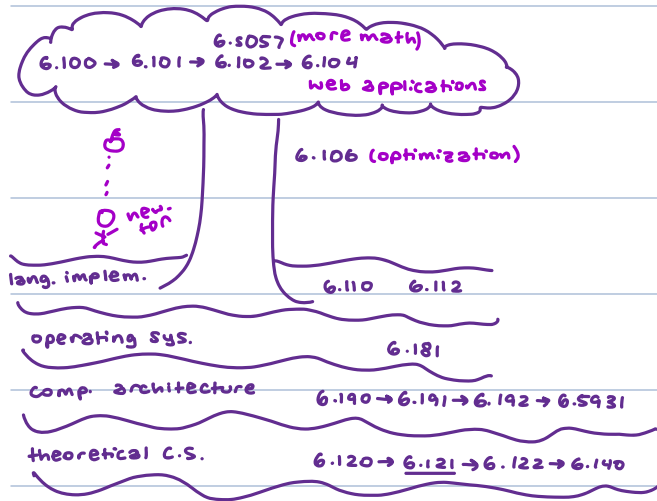 6.S057 (more math)
6.100 → 6.101 → 6.102 → 6.104
web applications
6.106 (optimization)
new-
ton
lang. implem.
6.110 6.112
operating sys.
6.181
comp. architecture
6.190 → 6.191 → 6.192 → 6.5931
theoretical C.S.
6.120 → 6.121 → 6.122 → 6.140